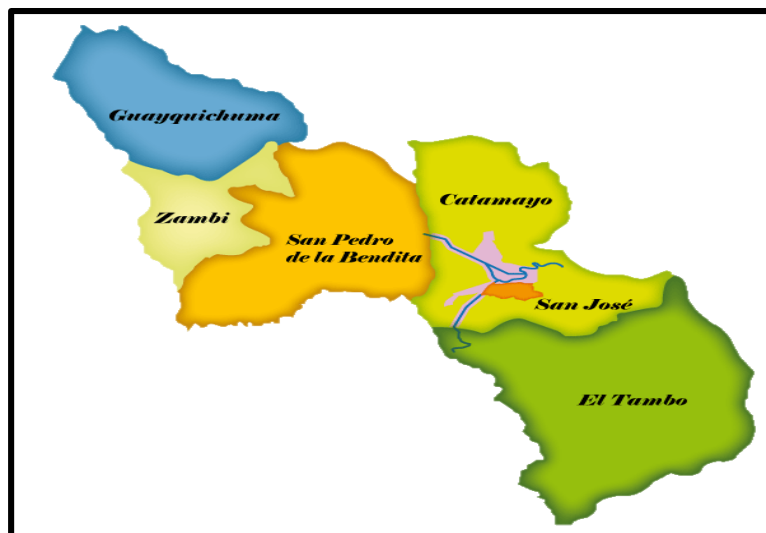 Guayquichuma
Catamayo
Zambi
San Pedro
de la Bendita
San José
El Tambo